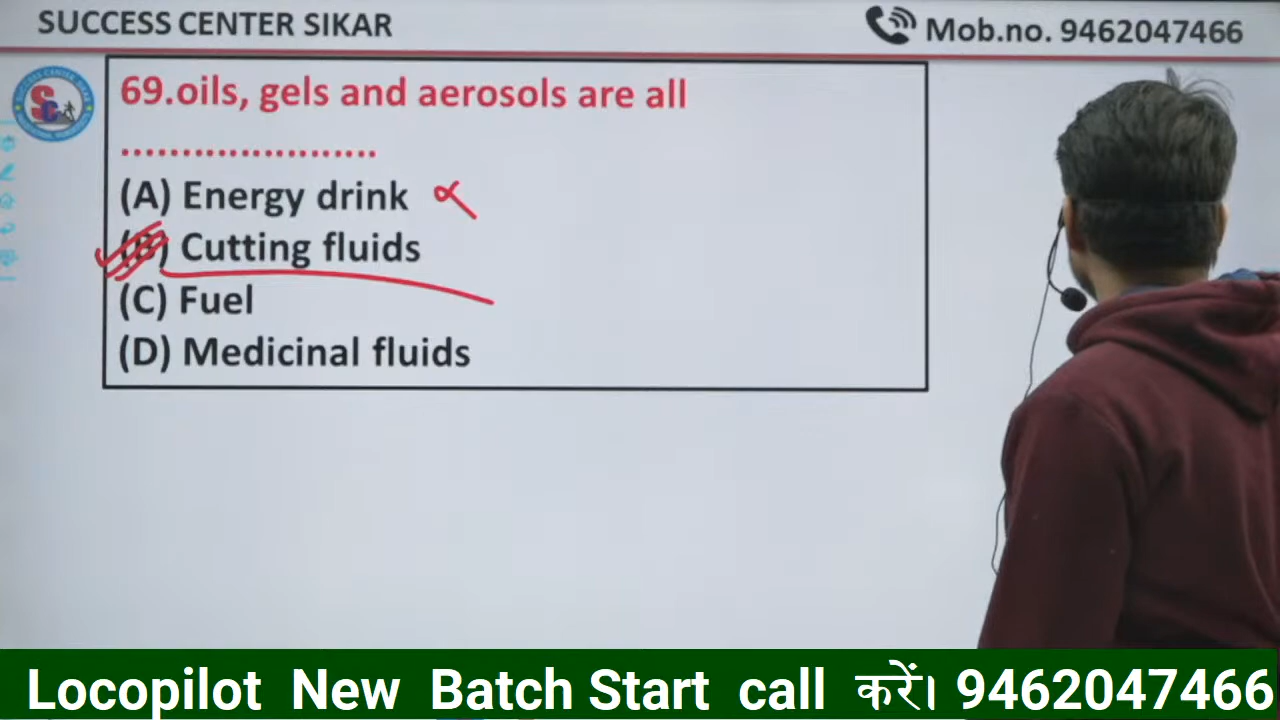 SUCCESS CENTER SIKAR
Mob.no. 9462047466
69.oils, gels and aerosols are all
.....................
(A) Energy drink
(B) Cutting fluids
(C) Fuel
(D) Medicinal fluids
Locopilot New Batch Start call करें। 9462047466